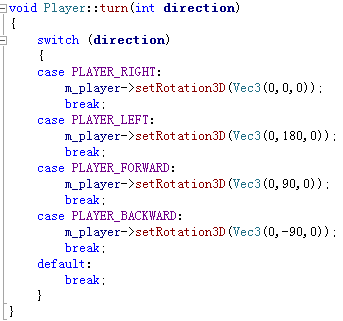 void Player::turn(int direction)
{
    switch (direction)
    {
    case PLAYER_RIGHT:
        m_player->setRotation3D(Vec3(0,0,0));
        break;
    case PLAYER_LEFT:
        m_player->setRotation3D(Vec3(0,180,0));
        break;
    case PLAYER_FORWARD:
        m_player->setRotation3D(Vec3(0,90,0));
        break;
    case PLAYER_BACKWARD:
        m_player->setRotation3D(Vec3(0,-90,0));
        break;
    default:
        break;
    }
}